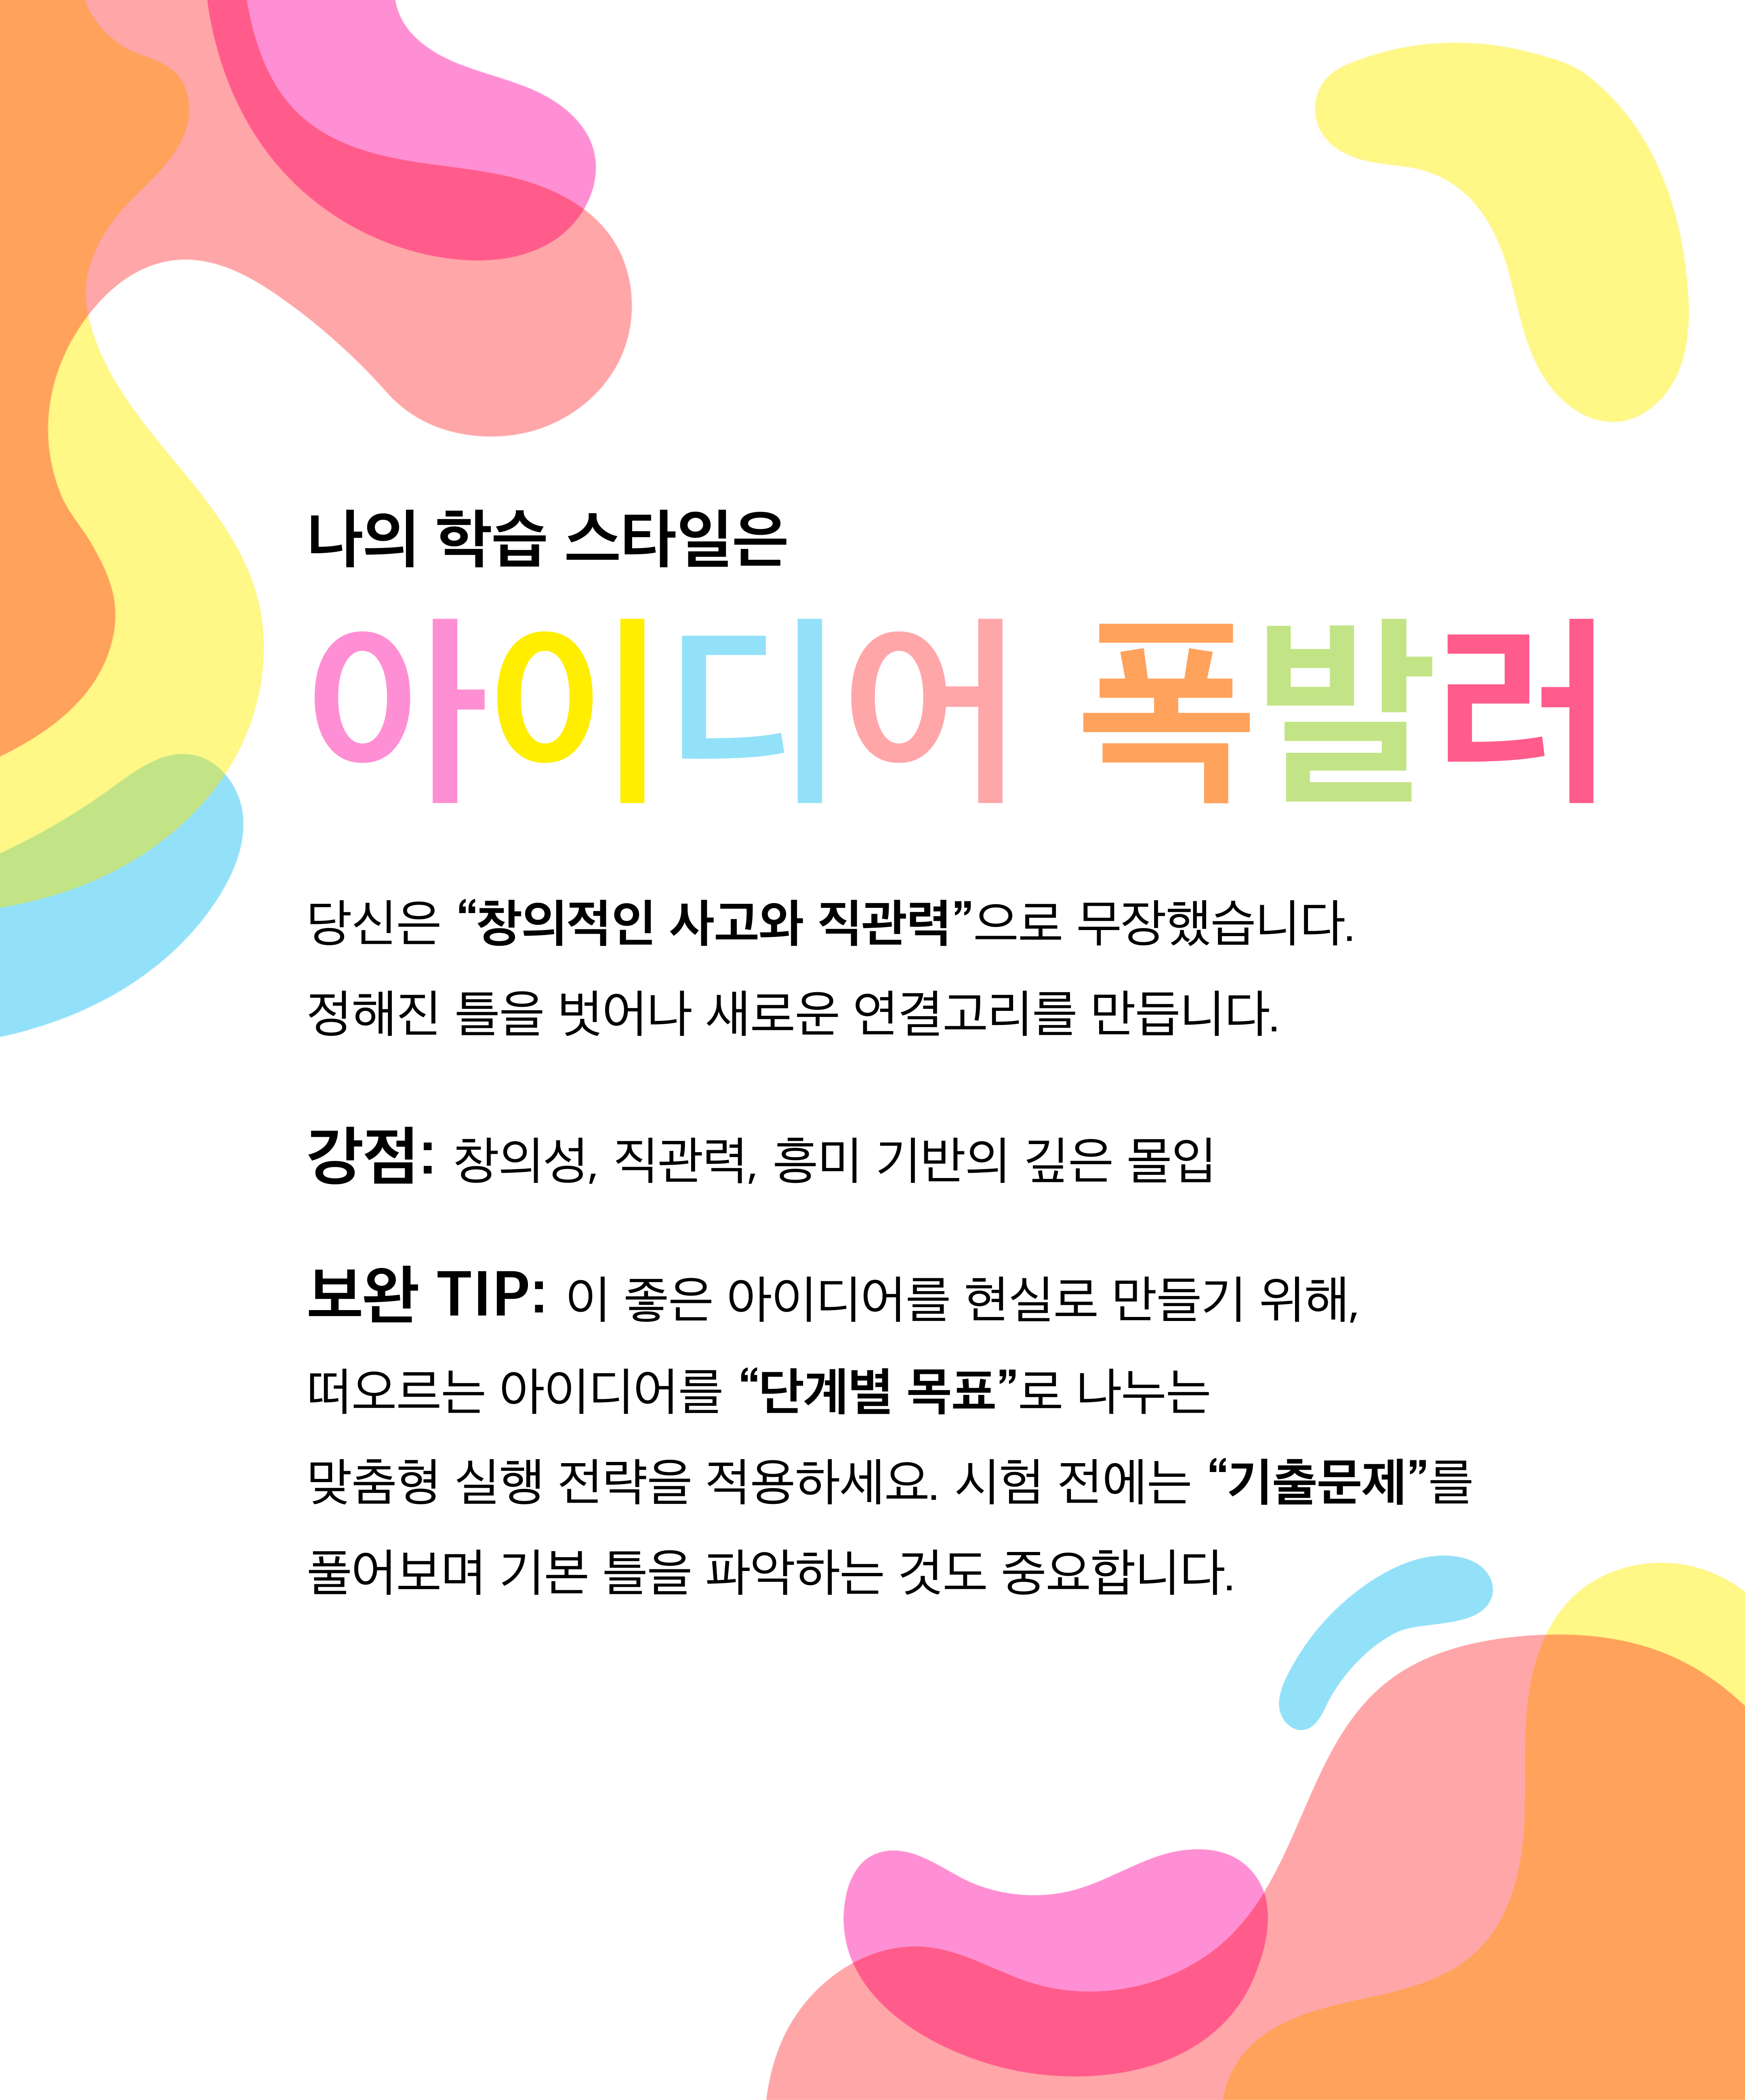 나의 학습 스타일은
아이디어 폭발러
당신은 “창의적인 사고와 직관력”으로 무장했습니다.
정해진 틀을 벗어나 새로운 연결고리를 만듭니다.
강점: 창의성, 직관력, 흥미 기반의 깊은 몰입
보완 TIP: 이 좋은 아이디어를 현실로 만들기 위해,
떠오르는 아이디어를 “단계별 목표”로 나누는
맞춤형 실행 전략을 적용하세요. 시험 전에는 “기출문제”를
풀어보며 기본 틀을 파악하는 것도 중요합니다.